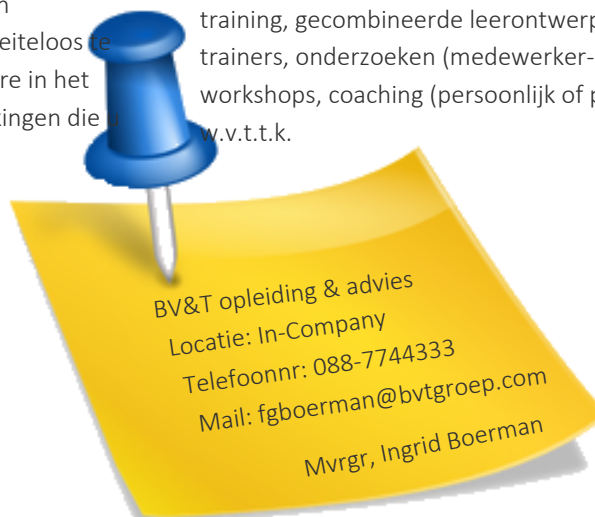 eiteloos te
re in het
kingen die u
training, gecombineerde leerontwerp
trainers, onderzoeken (medewerker-
workshops, coaching (persoonlijk of p
w.v.t.t.k.
BV&T opleiding & advies
Locatie: In-Company
Telefoonnr: 088-7744333
Mail: fgboerman@bvtgroep.com
Mvrgr, Ingrid Boerman